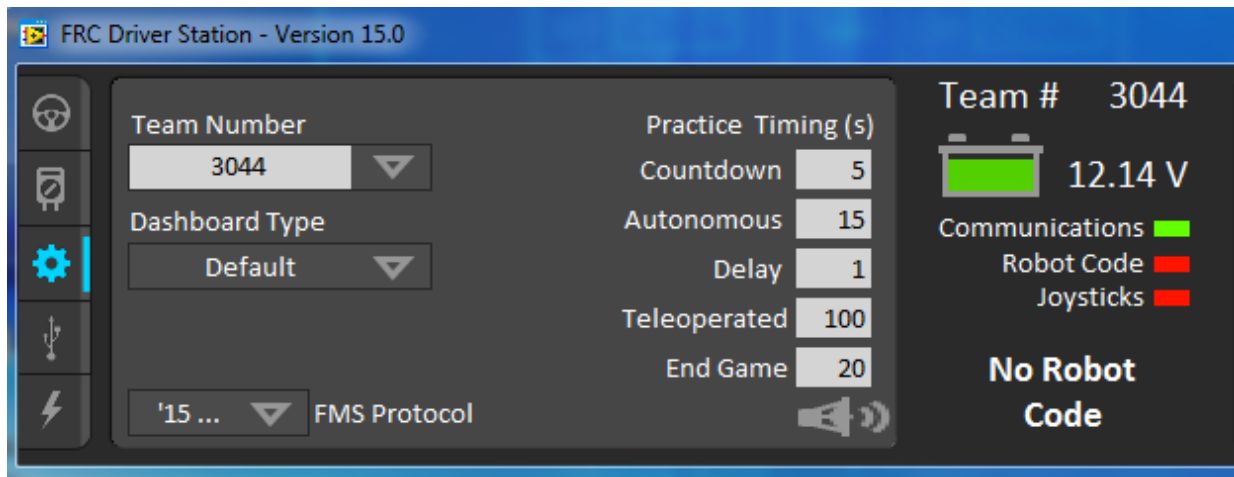 FRC Driver Station - Version 15.0
Team Number
3044
Dashboard Type
Default
'15 ... FMS Protocol
Practice Timing (s)
Countdown 5
Autonomous 15
Delay 1
Teleoperated 100
End Game 20
Team # 3044
12.14 V
Communications
Robot Code
Joysticks
No Robot
Code